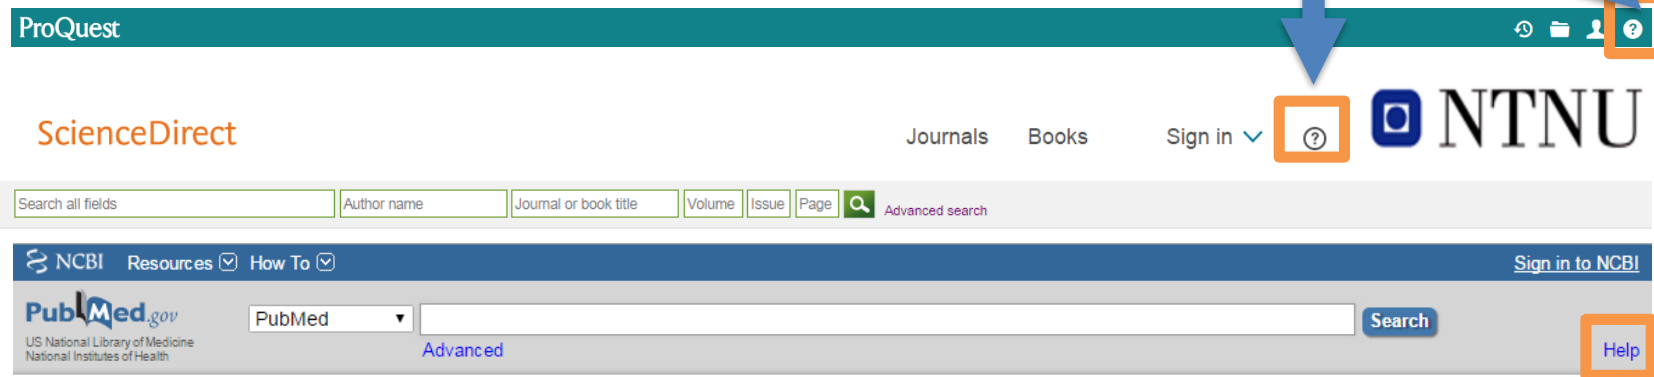 ProQuest
?
ScienceDirect Journals Books Sign in ? NTNU
Search all fields Author name Journal or book title Volume Issue Page Advanced search
NCBI Resources How To Sign in to NCBI
PubMed.gov PubMed Search
US National Library of Medicine
National Institutes of Health
Advanced Help